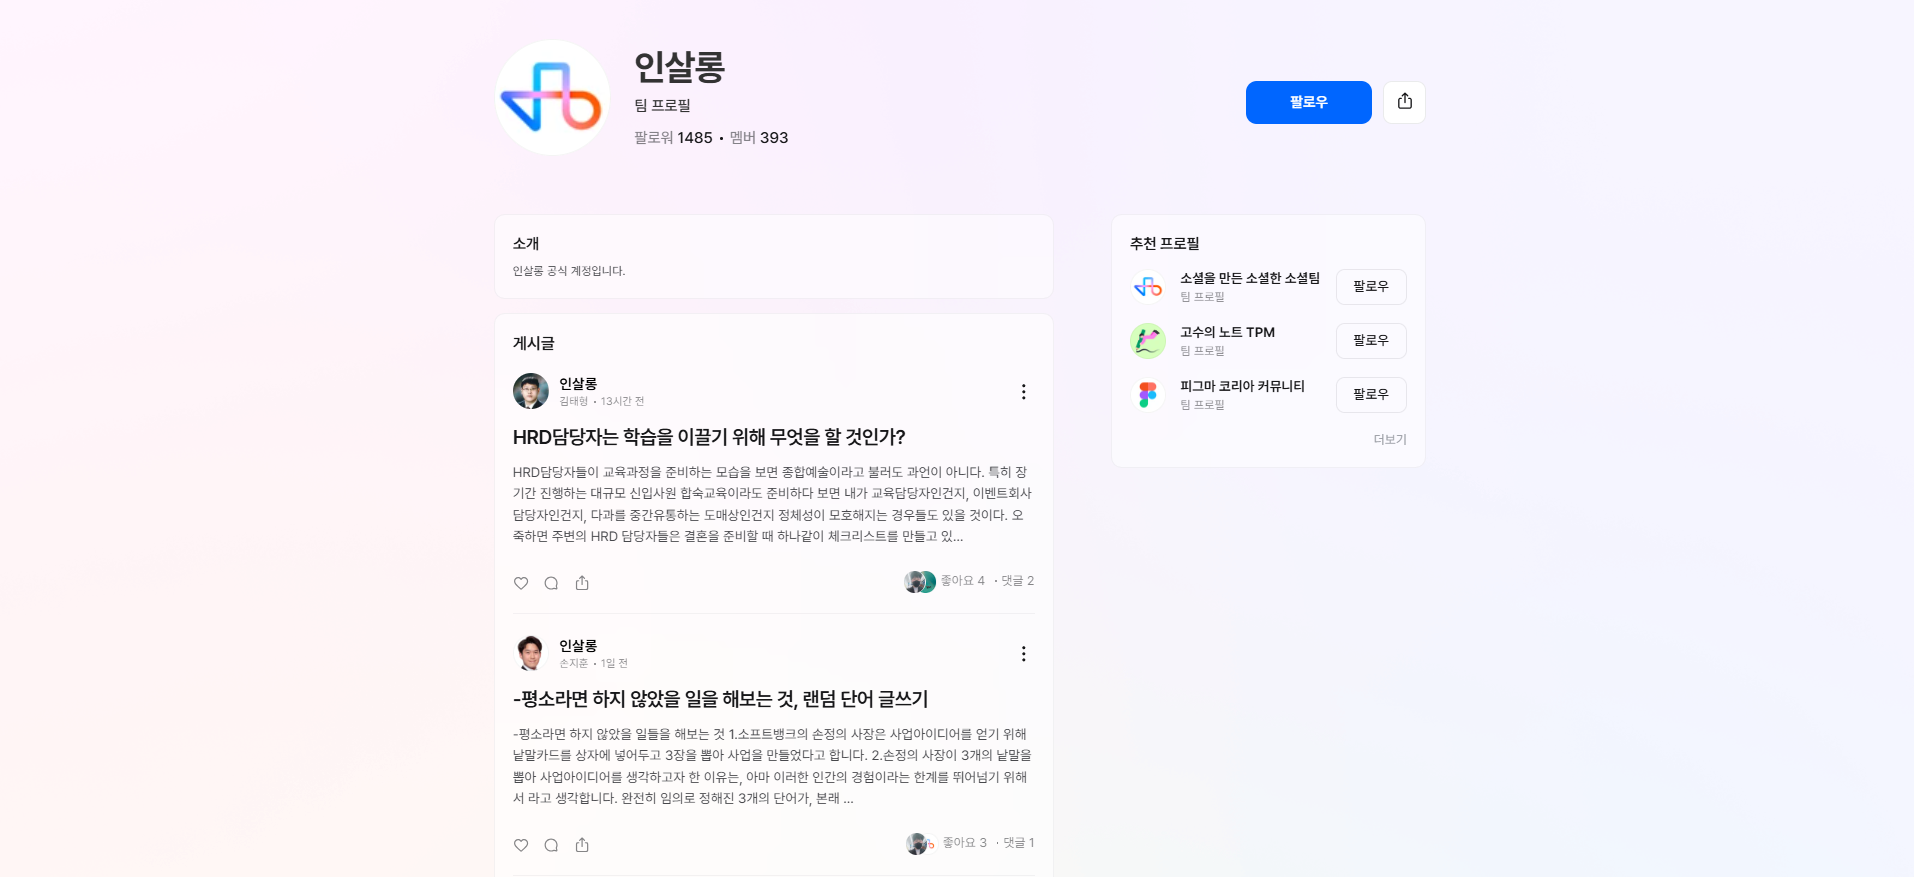 인살롱
팀 프로필
팔로워 1485 • 멤버 393
팔로우
소개
인살롱 공식 계정입니다.
게시글
인살롱
김태형 • 13시간 전
HRD담당자는 학습을 이끌기 위해 무엇을 할 것인가?
HRD담당자들이 교육과정을 준비하는 모습을 보면 종합예술이라고 불러도 과언이 아니다. 특히 장
기간 진행하는 대규모 신입사원 합숙교육이라도 준비하다 보면 내가 교육담당자인건지, 이벤트회사
담당자인건지, 다과를 중간유통하는 도매상인건지 정체성이 모호해지는 경우들도 있을 것이다. 오
죽하면 주변의 HRD 담당자들은 결혼을 준비할 때 하나같이 체크리스트를 만들고 있...
좋아요 4 · 댓글 2
인살롱
손지훈 • 1일 전
-평소라면 하지 않았을 일을 해보는 것, 랜덤 단어 글쓰기
-평소라면 하지 않았을 일들을 해보는 것 1.소프트뱅크의 손정의 사장은 사업아이디어를 얻기 위해
낱말카드를 상자에 넣어두고 3장을 뽑아 사업을 만들었다고 합니다. 2.손정의 사장이 3개의 낱말을
뽑아 사업아이디어를 생각하고자 한 이유는, 아마 이러한 인간의 경험이라는 한계를 뛰어넘기 위해
서 라고 생각합니다. 완전히 임의로 정해진 3개의 단어가, 본래 ...
좋아요 3 · 댓글 1
추천 프로필
소셜을 만든 소셜한 소셜팀
팀 프로필
팔로우
고수의 노트 TPM
팀 프로필
팔로우
피그마 코리아 커뮤니티
팀 프로필
팔로우
더보기